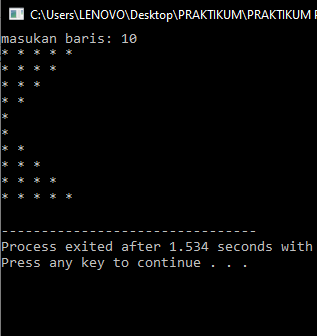 C:\Users\LENOVO\Desktop\PRAKTIKUM\PRAKTIKUM
masukan baris: 10
* * * * *
* * * *
* * *
* *
*
*
* *
* * *
* * * *
* * * * *
--------------------------------
Process exited after 1.534 seconds with
Press any key to continue . . .